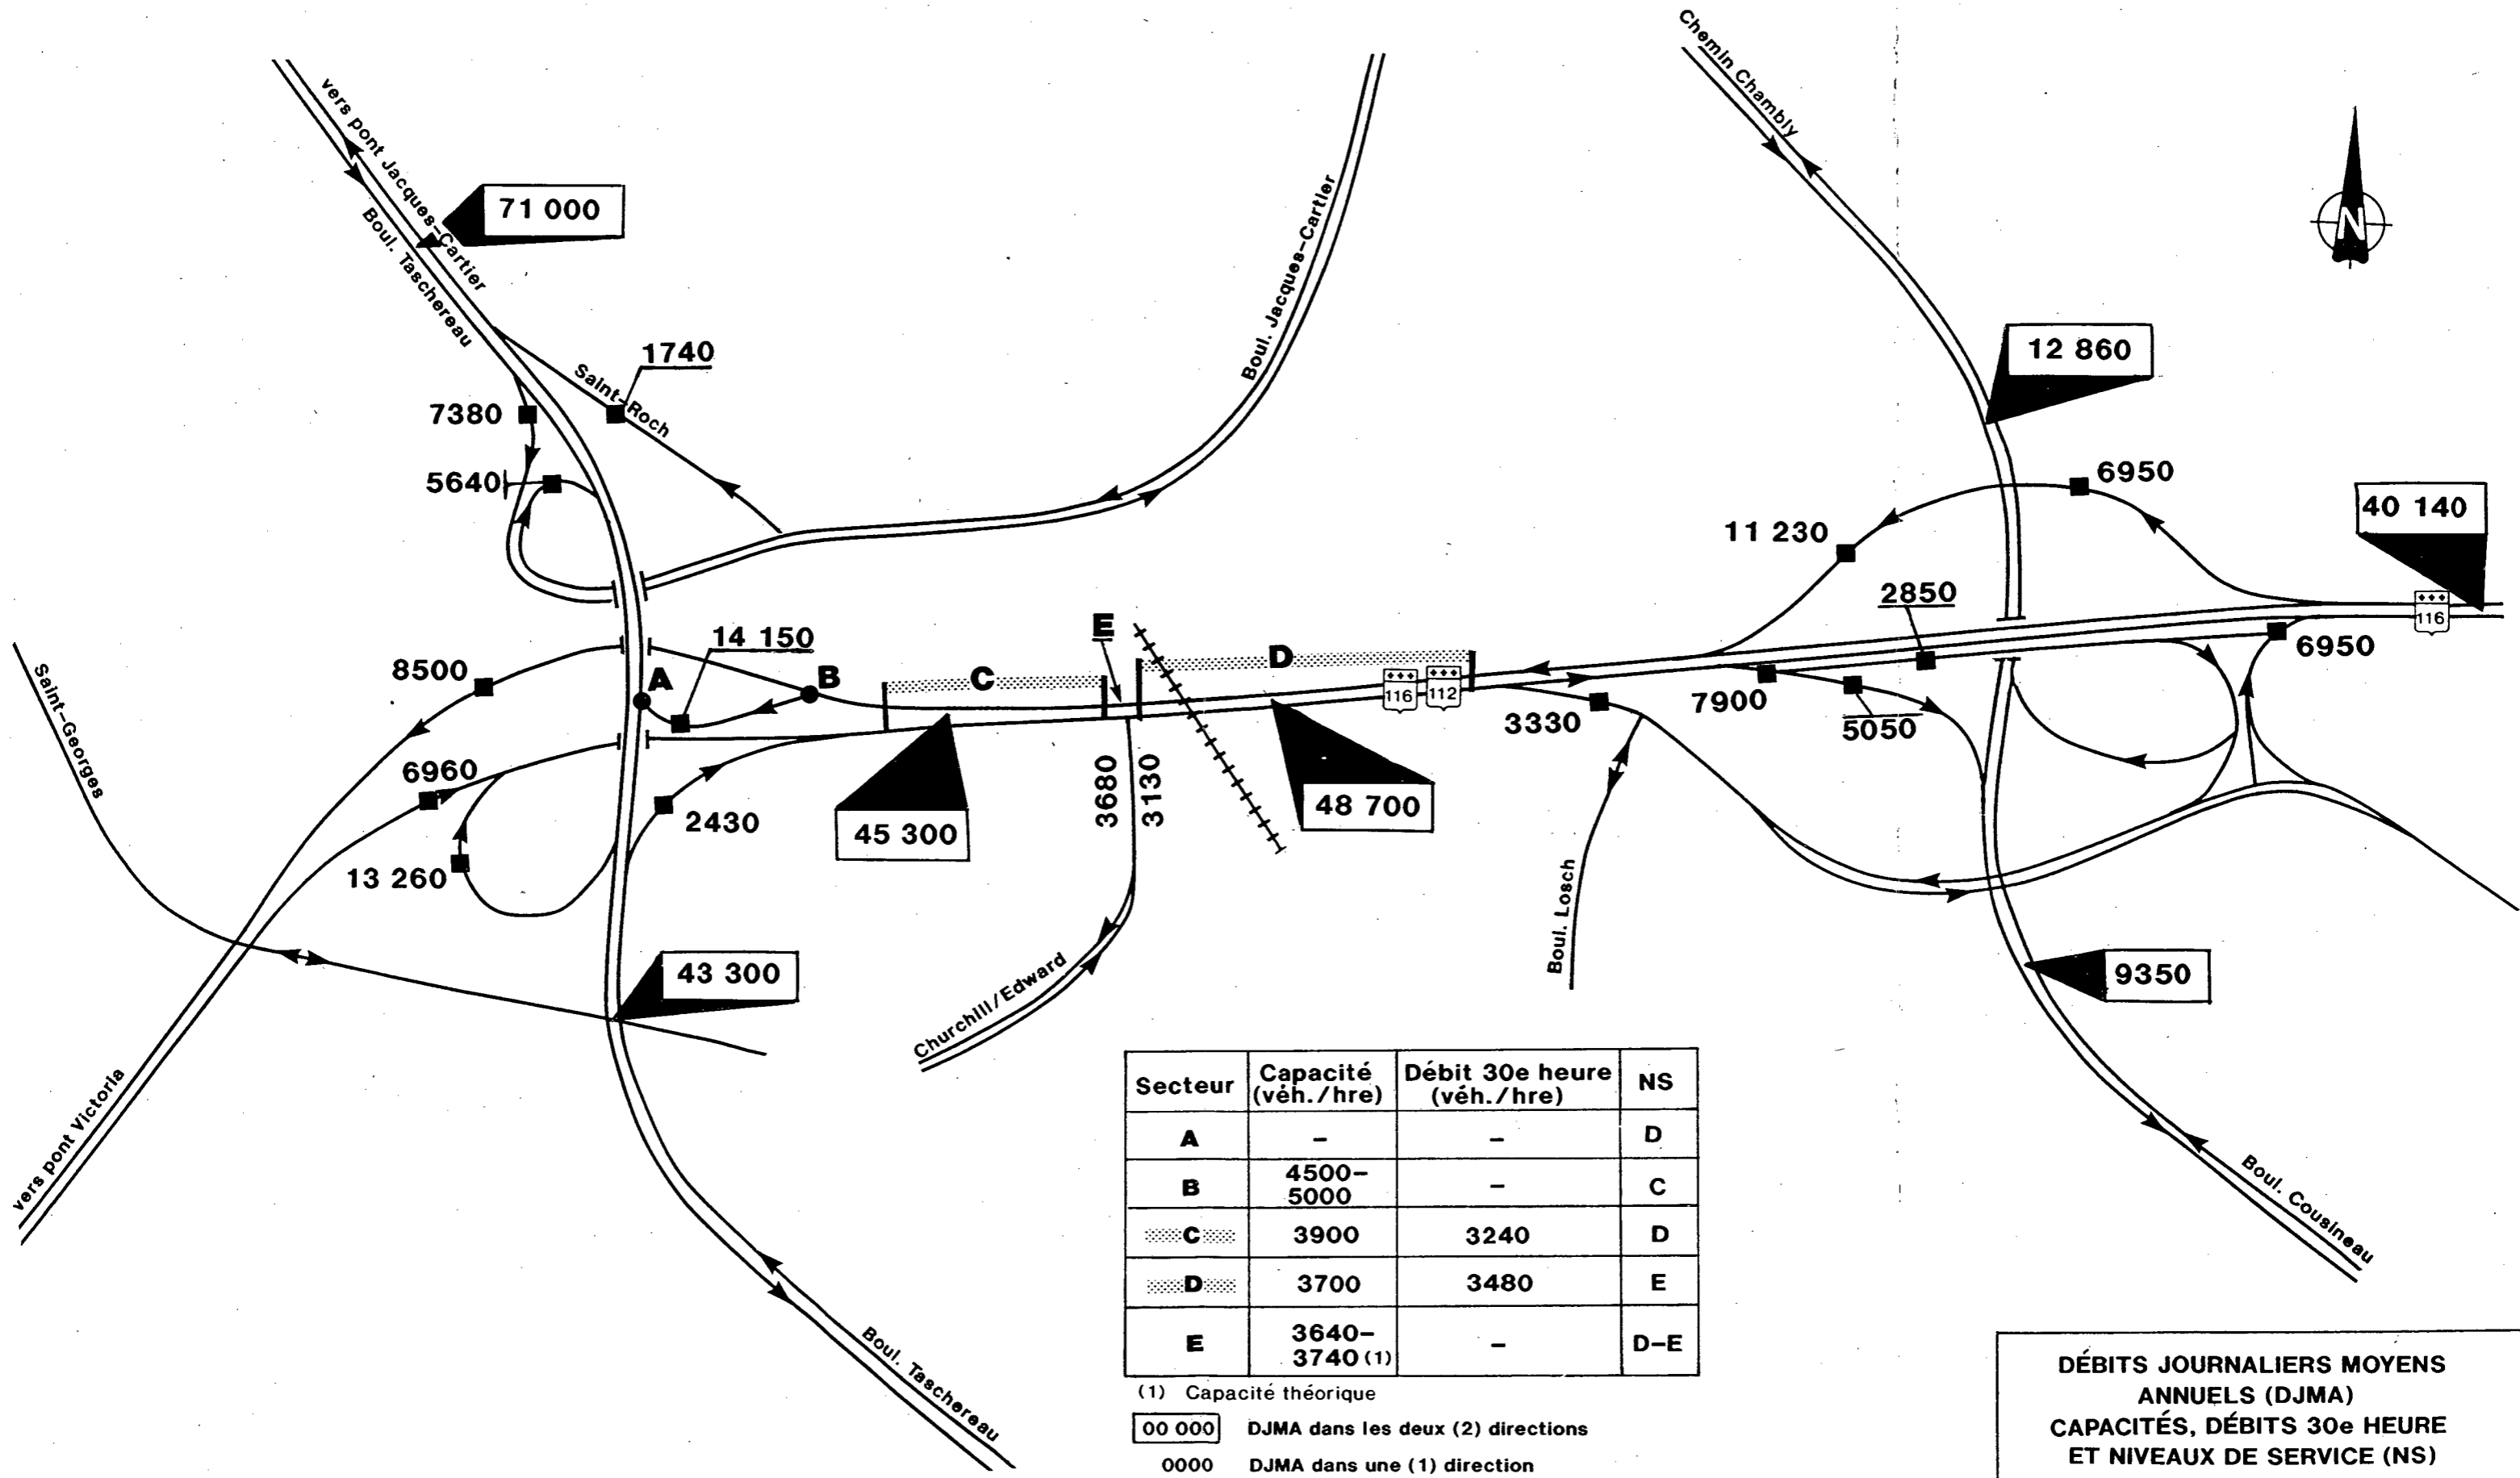 Chemin Chambly
vers pont Jacques-Cartier
Boul. Taschereau
71 000
Boul. Jacques-Cartier
N
12 860
1740
Saint-Roch
7380
5640
6950
40 140
11 230
2850
116
14 150
E
D
8500
A
B
C
116
112
6950
Saint-Georges
7900
3330
5050
6960
2430
3680
3130
48 700
45 300
13 260
Boul. Losch
43 300
9350
Churchill/Edward
vers pont Victoria
Boul. Cousineau
Boul. Taschereau
Secteur Capacité (véh./hre) Débit 30e heure (véh./hre) NS
A – – D
B 4500-5000 – C
C 3900 3240 D
D 3700 3480 E
E 3640-3740 (1) – D-E
(1) Capacité théorique
00 000 DJMA dans les deux (2) directions
0000 DJMA dans une (1) direction
DÉBITS JOURNALIERS MOYENS
ANNUELS (DJMA)
CAPACITÉS, DÉBITS 30e HEURE
ET NIVEAUX DE SERVICE (NS)